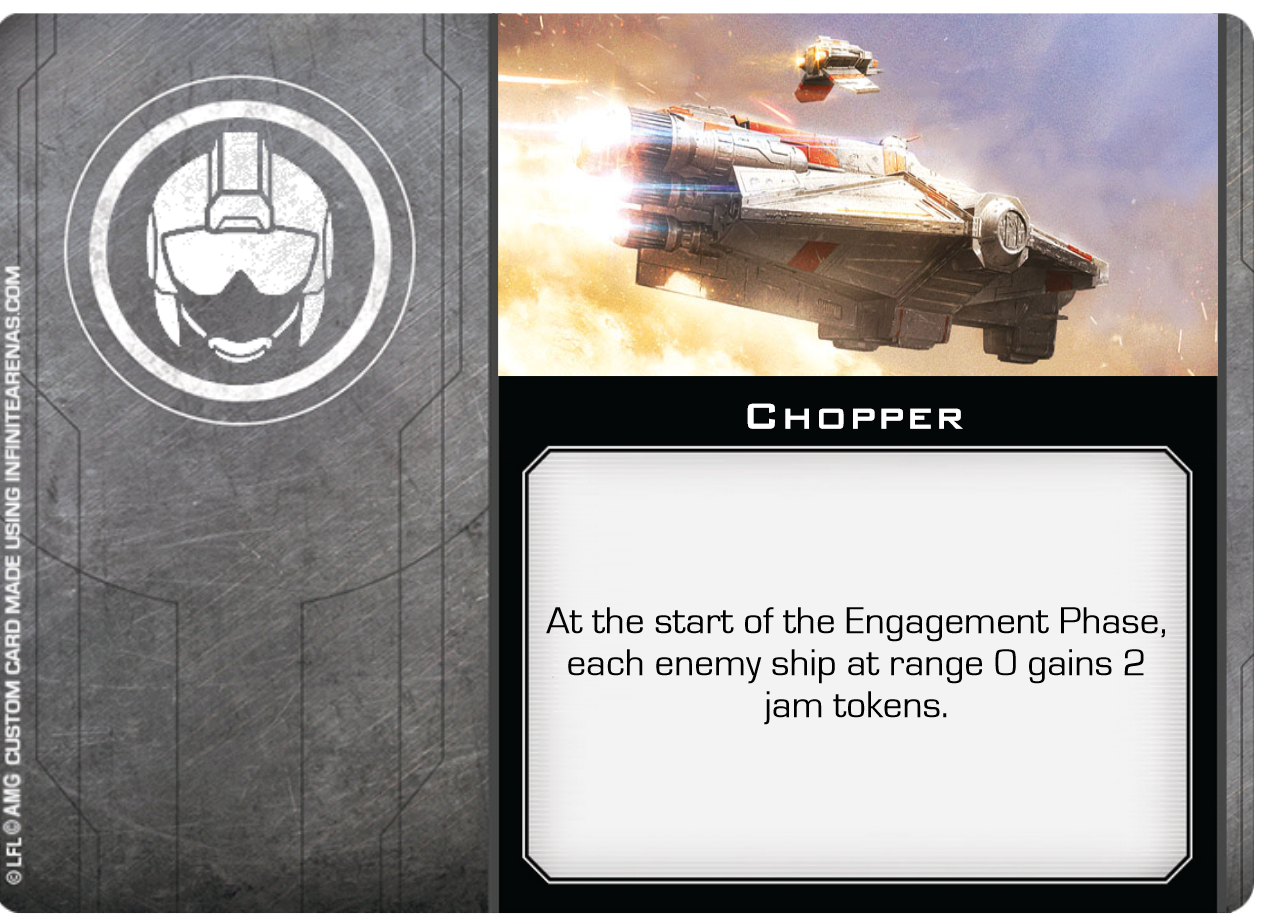 Chopper
At the start of the Engagement Phase,
each enemy ship at range 0 gains 2
jam tokens.
© LFL © AMG CUSTOM CARD MADE USING INFINITEARENAS.COM